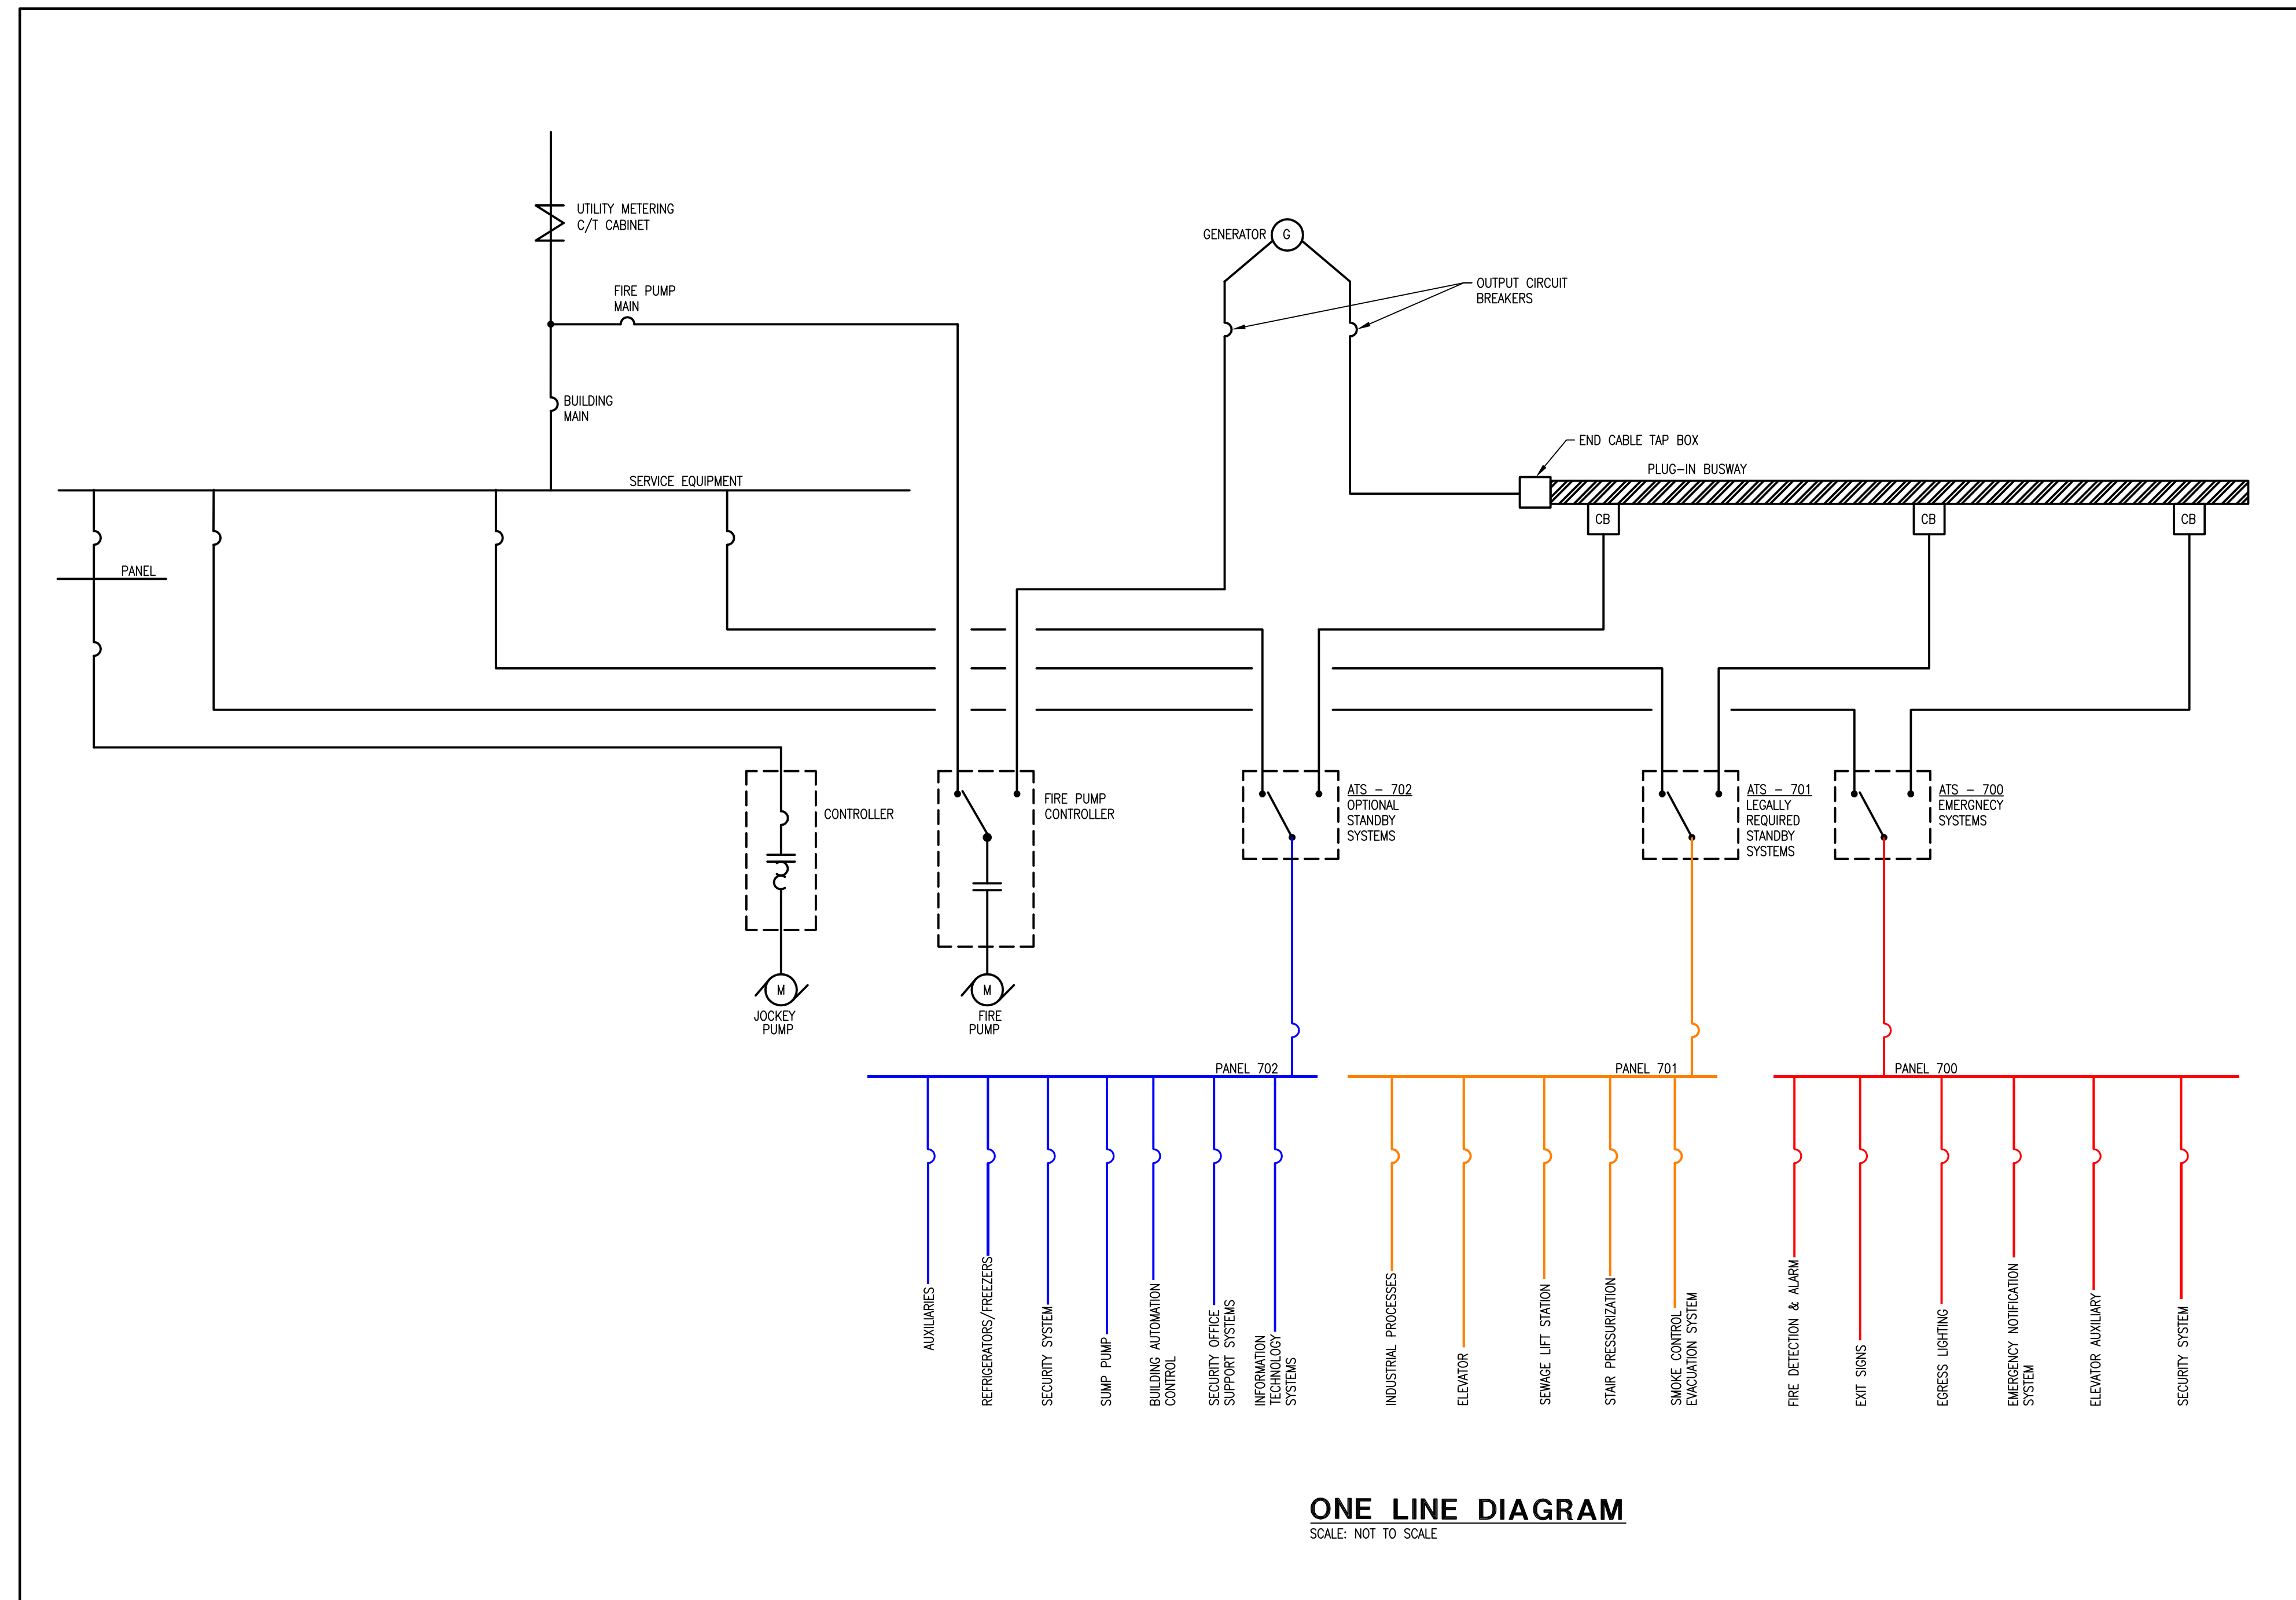 UTILITY METERING
C/T CABINET
GENERATOR
G
FIRE PUMP
MAIN
OUTPUT CIRCUIT
BREAKERS
BUILDING
MAIN
END CABLE TAP BOX
PLUG-IN BUSWAY
SERVICE EQUIPMENT
CB
CB
CB
PANEL
CONTROLLER
FIRE PUMP
CONTROLLER
ATS - 702
OPTIONAL
STANDBY
SYSTEMS
ATS - 701
LEGALLY
REQUIRED
STANDBY
SYSTEMS
ATS - 700
EMERGNECY
SYSTEMS
M
JOCKEY
PUMP
M
FIRE
PUMP
PANEL 702
PANEL 701
PANEL 700
AUXILIARIES
REFRIGERATORS/FREEZERS
SECURITY SYSTEM
SUMP PUMP
BUILDING AUTOMATION
CONTROL
SECURITY OFFICE
SUPPORT SYSTEMS
INFORMATION
TECHNOLOGY
SYSTEMS
INDUSTRIAL PROCESSES
ELEVATOR
SEWAGE LIFT STATION
STAIR PRESSURIZATION
SMOKE CONTROL
EVACUATION SYSTEM
FIRE DETECTION & ALARM
EXIT SIGNS
EGRESS LIGHTING
EMERGENCY NOTIFICATION
SYSTEM
ELEVATOR AUXILIARY
SECURITY SYSTEM
ONE LINE DIAGRAM
SCALE: NOT TO SCALE